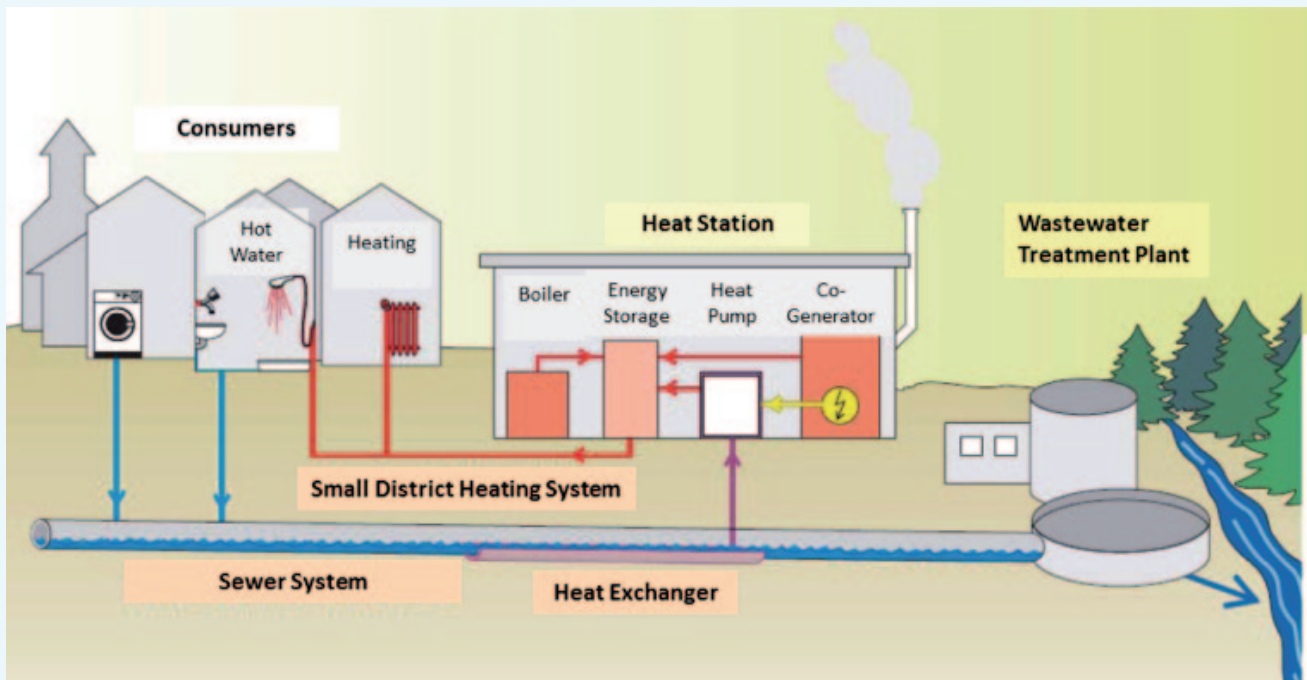 Consumers
Hot
Water
Heating
Heat Station
Boiler
Energy
Storage
Heat
Pump
Co-
Generator
Wastewater
Treatment Plant
Small District Heating System
Sewer System
Heat Exchanger